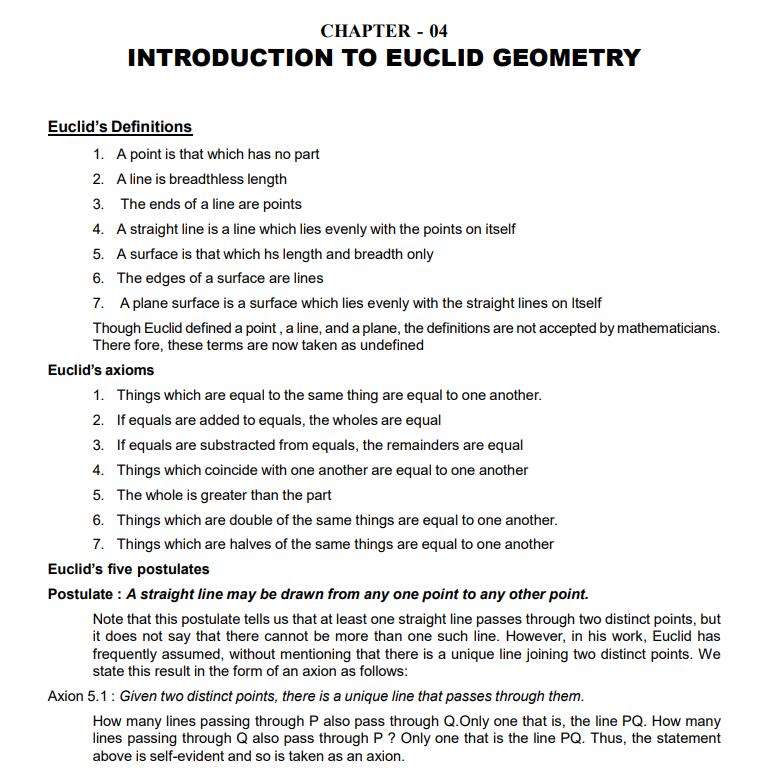 CHAPTER - 04
INTRODUCTION TO EUCLID GEOMETRY
Euclid's Definitions
1. A point is that which has no part
2. A line is breadthless length
3. The ends of a line are points
4. A straight line is a line which lies evenly with the points on itself
5. A surface is that which hs length and breadth only
6. The edges of a surface are lines
7. A plane surface is a surface which lies evenly with the straight lines on Itself
Though Euclid defined a point , a line, and a plane, the definitions are not accepted by mathematicians.
There fore, these terms are now taken as undefined
Euclid's axioms
1. Things which are equal to the same thing are equal to one another.
2. If equals are added to equals, the wholes are equal
3. If equals are substracted from equals, the remainders are equal
4. Things which coincide with one another are equal to one another
5. The whole is greater than the part
6. Things which are double of the same things are equal to one another.
7. Things which are halves of the same things are equal to one another
Euclid's five postulates
Postulate : A straight line may be drawn from any one point to any other point.
Note that this postulate tells us that at least one straight line passes through two distinct points, but
it does not say that there cannot be more than one such line. However, in his work, Euclid has
frequently assumed, without mentioning that there is a unique line joining two distinct points. We
state this result in the form of an axion as follows:
Axion 5.1 : Given two distinct points, there is a unique line that passes through them.
How many lines passing through P also pass through Q.Only one that is, the line PQ. How many
lines passing through Q also pass through P ? Only one that is the line PQ. Thus, the statement
above is self-evident and so is taken as an axion.